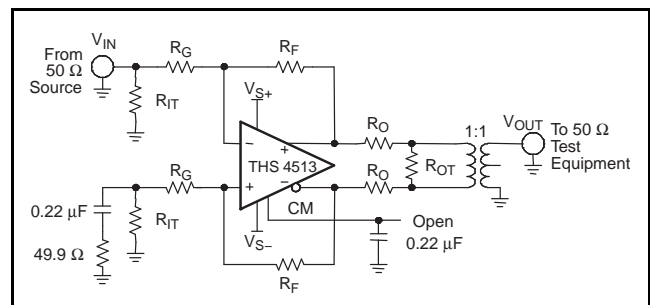 V_IN
From
50 Ω
Source
R_G
R_F
R_IT
V_S+
− +
THS 4513
+ −
CM
V_S−
R_O
R_O
R_OT
1:1
V_OUT
To 50 Ω
Test
Equipment
R_G
0.22 µF
R_IT
49.9 Ω
Open
0.22 µF
R_F